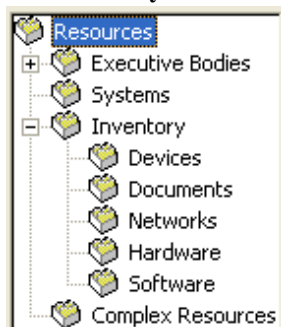 Resources
Executive Bodies
Systems
Inventory
Devices
Documents
Networks
Hardware
Software
Complex Resources